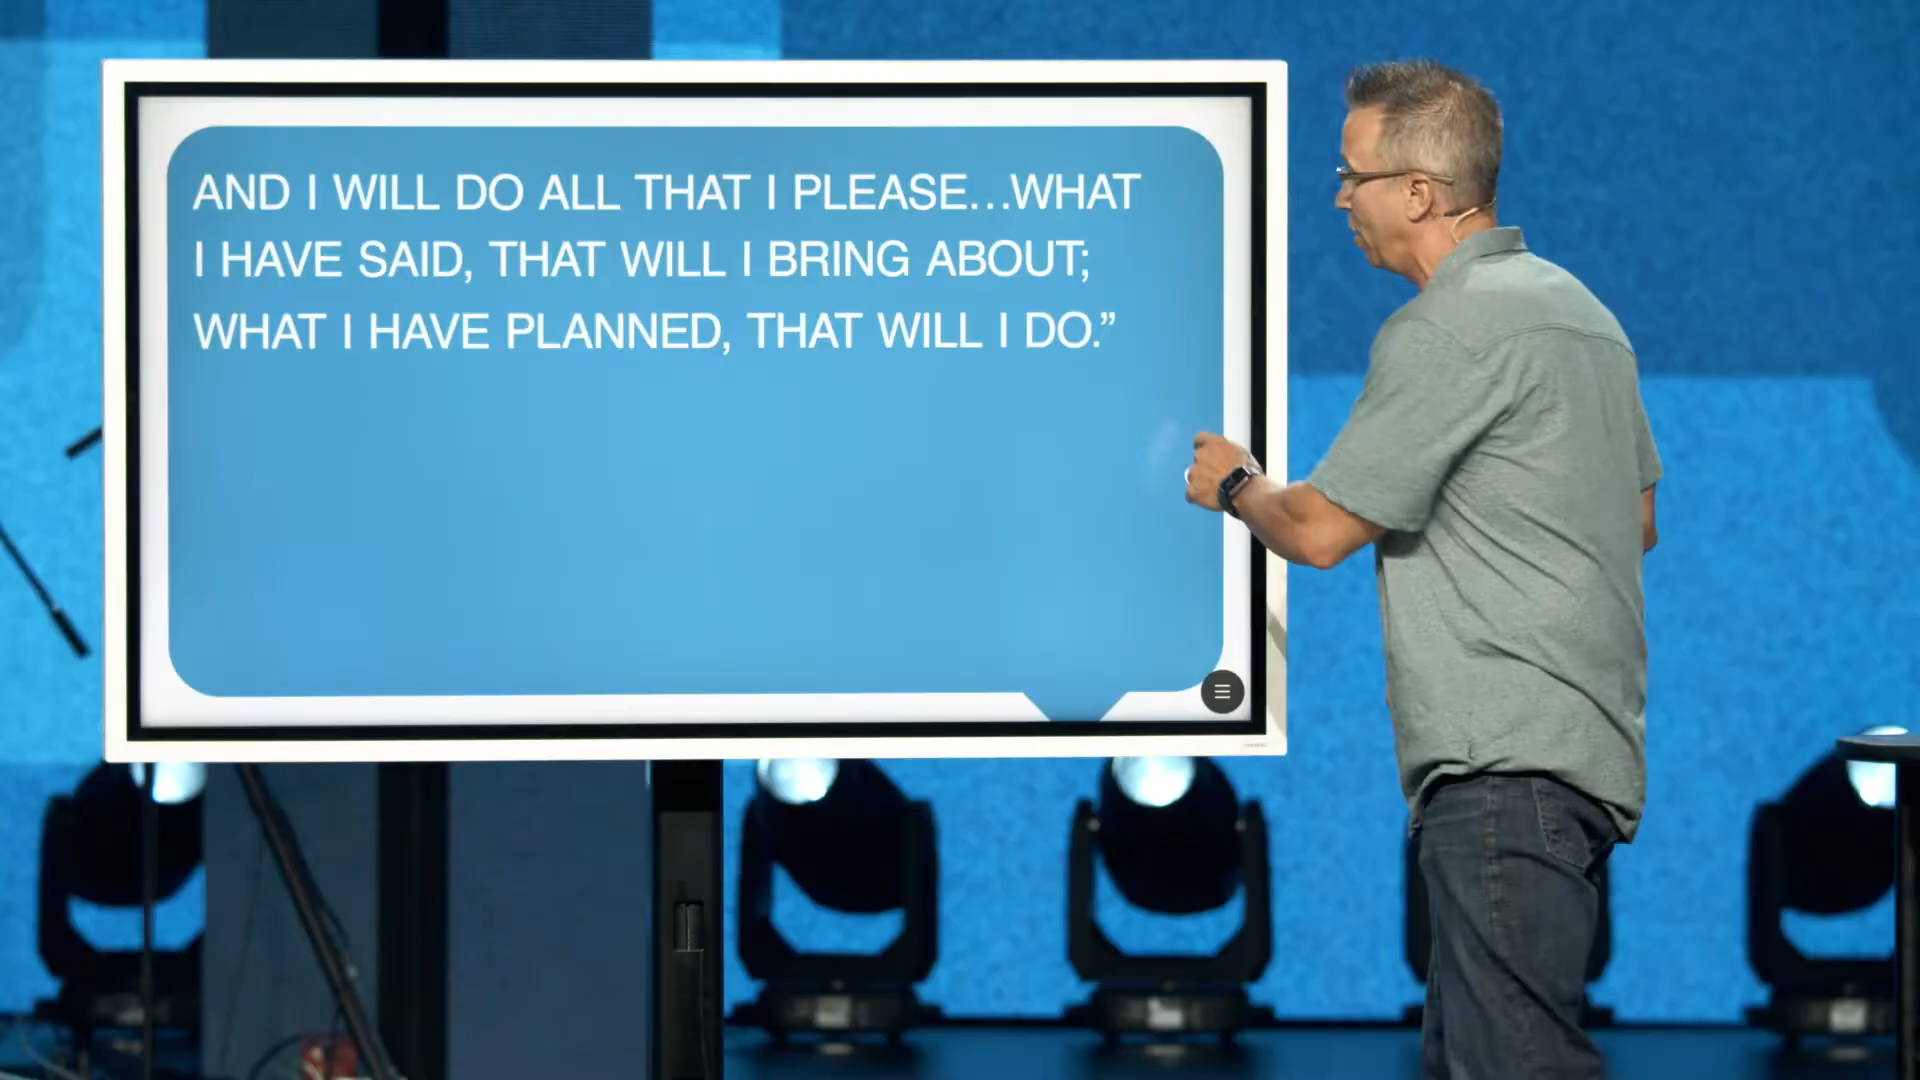 AND I WILL DO ALL THAT I PLEASE...WHAT
I HAVE SAID, THAT WILL I BRING ABOUT;
WHAT I HAVE PLANNED, THAT WILL I DO.”